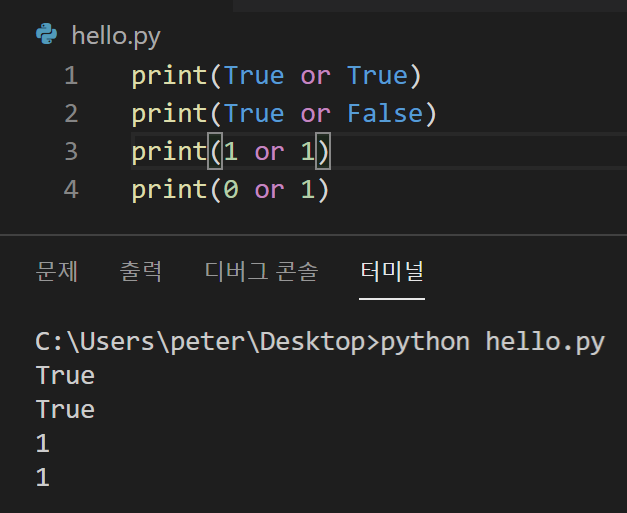 hello.py
1 print(True or True)
2 print(True or False)
3 print(1 or 1)
4 print(0 or 1)
문제 출력 디버그 콘솔 터미널
C:\Users\peter\Desktop>python hello.py
True
True
1
1